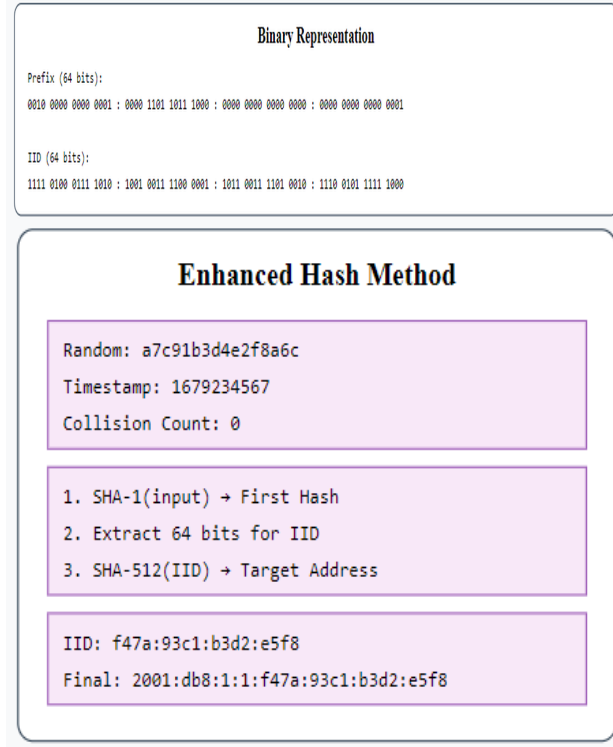 Binary Representation
Prefix (64 bits):
0010 0000 0000 0001 : 0000 1101 1011 1000 : 0000 0000 0000 0000 : 0000 0000 0000 0001
IID (64 bits):
1111 0100 0111 1010 : 1001 0011 1100 0001 : 1011 0011 1101 0010 : 1110 0101 1111 1000
Enhanced Hash Method
Random: a7c91b3d4e2f8a6c
Timestamp: 1679234567
Collision Count: 0
1. SHA-1(input) → First Hash
2. Extract 64 bits for IID
3. SHA-512(IID) → Target Address
IID: f47a:93c1:b3d2:e5f8
Final: 2001:db8:1:1:f47a:93c1:b3d2:e5f8